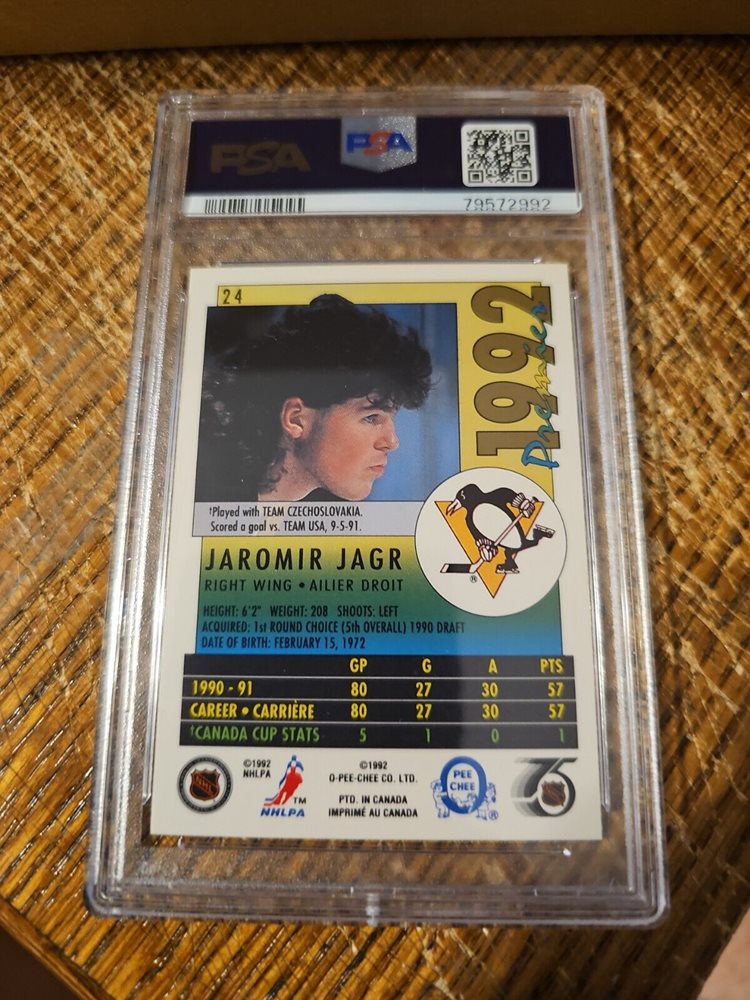 PSA
PSA
79572992
24
1992
Premier
†Played with TEAM CZECHOSLOVAKIA.
Scored a goal vs. TEAM USA, 9-5-91.
JAROMIR JAGR
RIGHT WING • AILIER DROIT
HEIGHT: 6'2" WEIGHT: 208 SHOOTS: LEFT
ACQUIRED: 1st ROUND CHOICE (5th OVERALL) 1990 DRAFT
DATE OF BIRTH: FEBRUARY 15, 1972
GP G A PTS
1990 - 91 80 27 30 57
CAREER • CARRIÈRE 80 27 30 57
†CANADA CUP STATS 5 1 0 1
®
NHL
©1992
NHLPA
TM
NHLPA
©1992
O-PEE-CHEE CO. LTD.
PTD. IN CANADA
IMPRIMÉ AU CANADA
PEE
CHEE
75